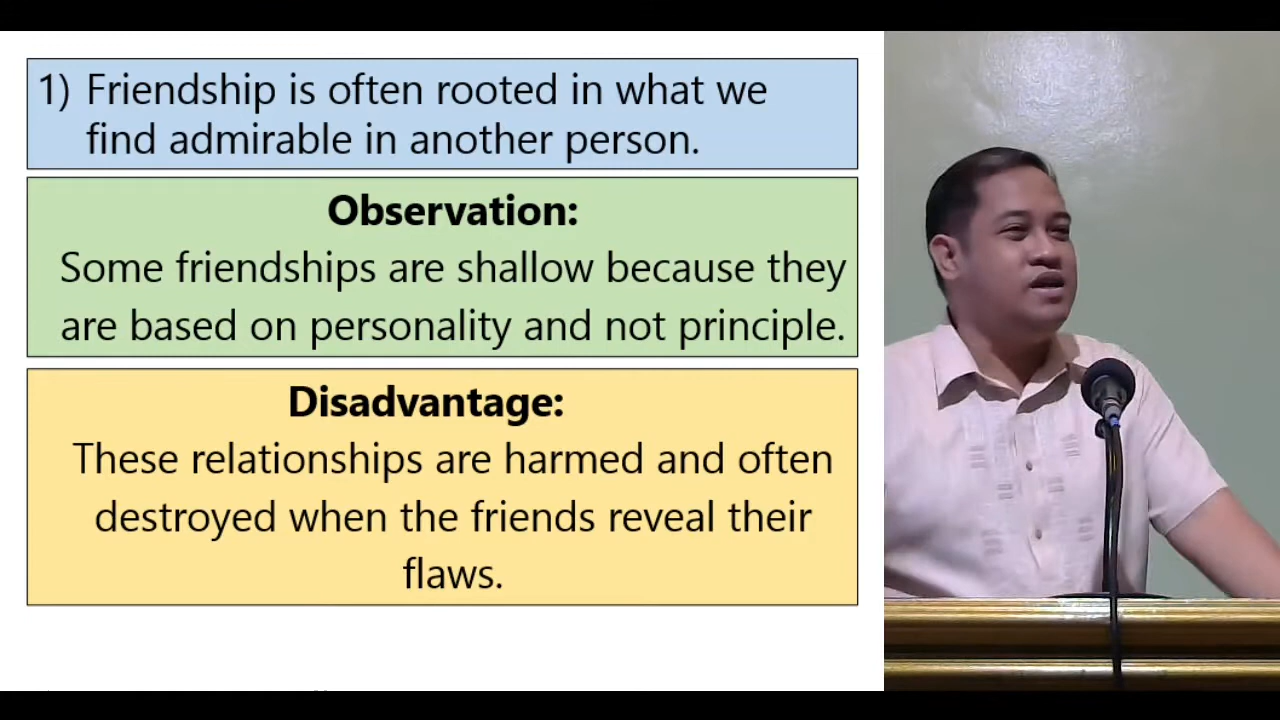 1) Friendship is often rooted in what we
find admirable in another person.
Observation:
Some friendships are shallow because they
are based on personality and not principle.
Disadvantage:
These relationships are harmed and often
destroyed when the friends reveal their
flaws.